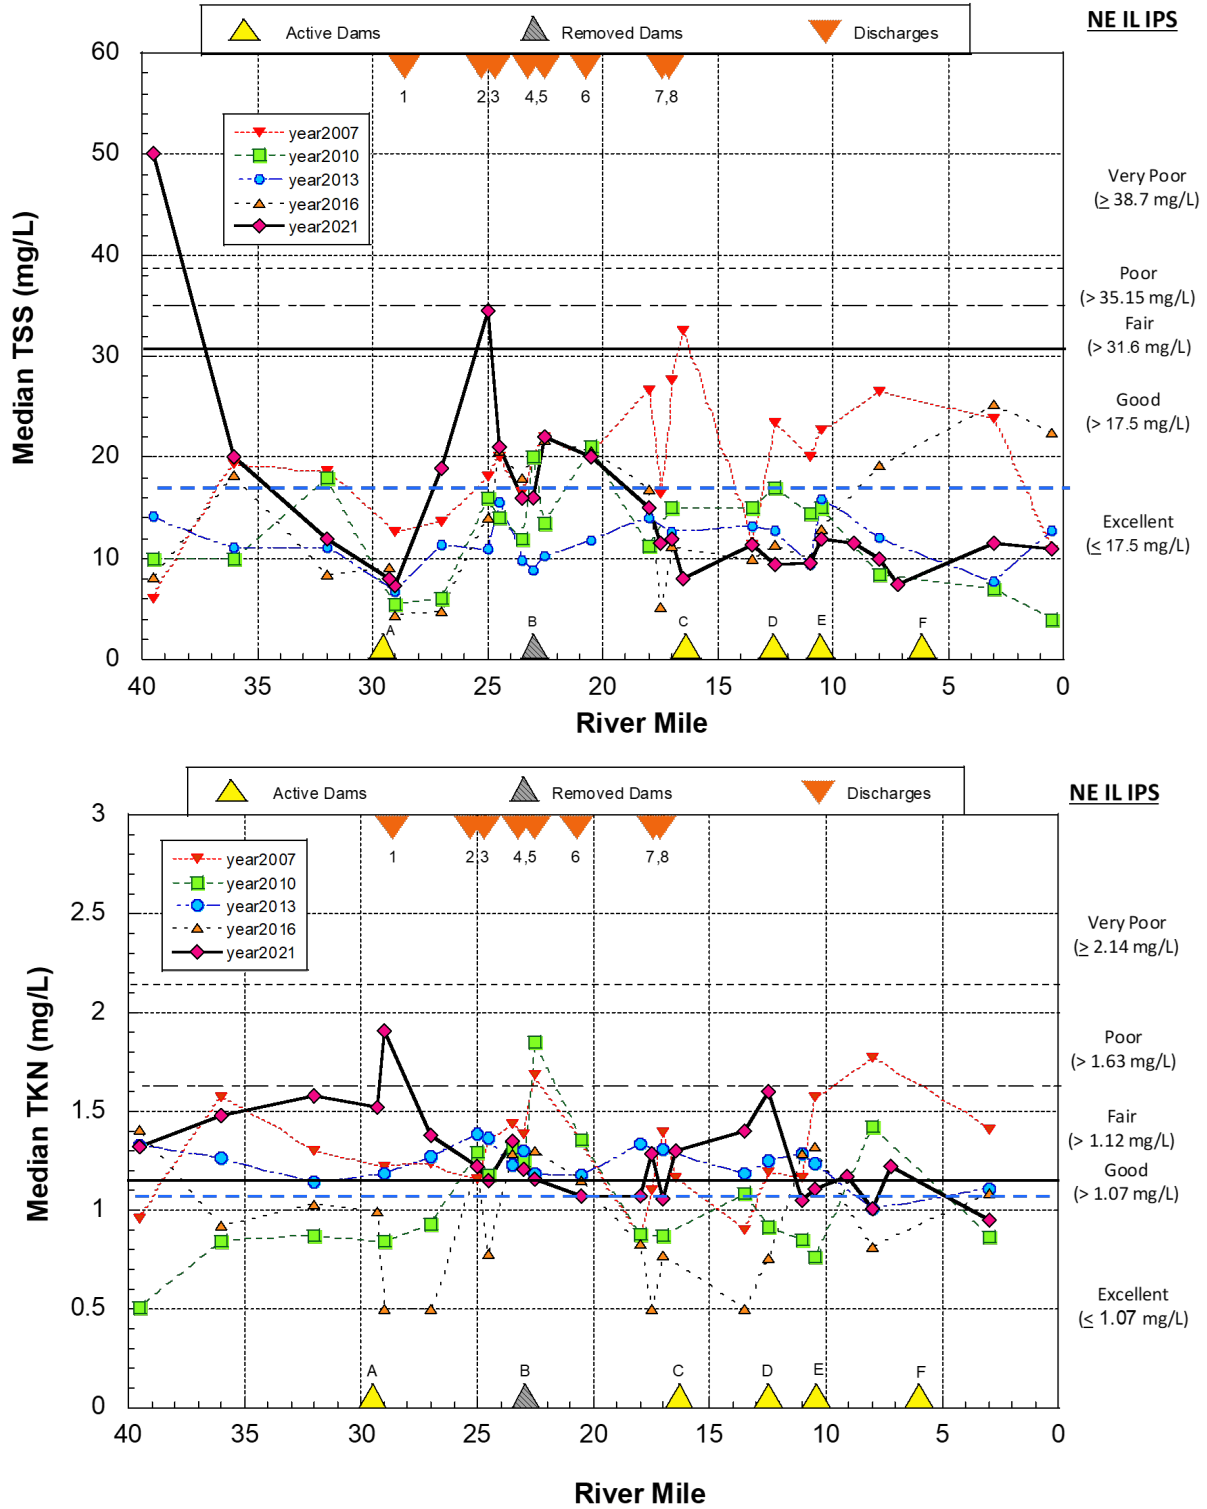 NE IL IPS
Active Dams
Removed Dams
Discharges
60
50
40
30
20
10
0
Median TSS (mg/L)
1
2,3
4,5
6
7,8
year2007
year2010
year2013
year2016
year2021
Very Poor
(≥ 38.7 mg/L)
Poor
(> 35.15 mg/L)
Fair
(> 31.6 mg/L)
Good
(> 17.5 mg/L)
Excellent
(≤ 17.5 mg/L)
A
B
C
D
E
F
40
35
30
25
20
15
10
5
0
River Mile
NE IL IPS
Active Dams
Removed Dams
Discharges
3
2.5
2
1.5
1
0.5
0
Median TKN (mg/L)
1
2,3
4,5
6
7,8
year2007
year2010
year2013
year2016
year2021
Very Poor
(≥ 2.14 mg/L)
Poor
(> 1.63 mg/L)
Fair
(> 1.12 mg/L)
Good
(> 1.07 mg/L)
Excellent
(≤ 1.07 mg/L)
A
B
C
D
E
F
40
35
30
25
20
15
10
5
0
River Mile